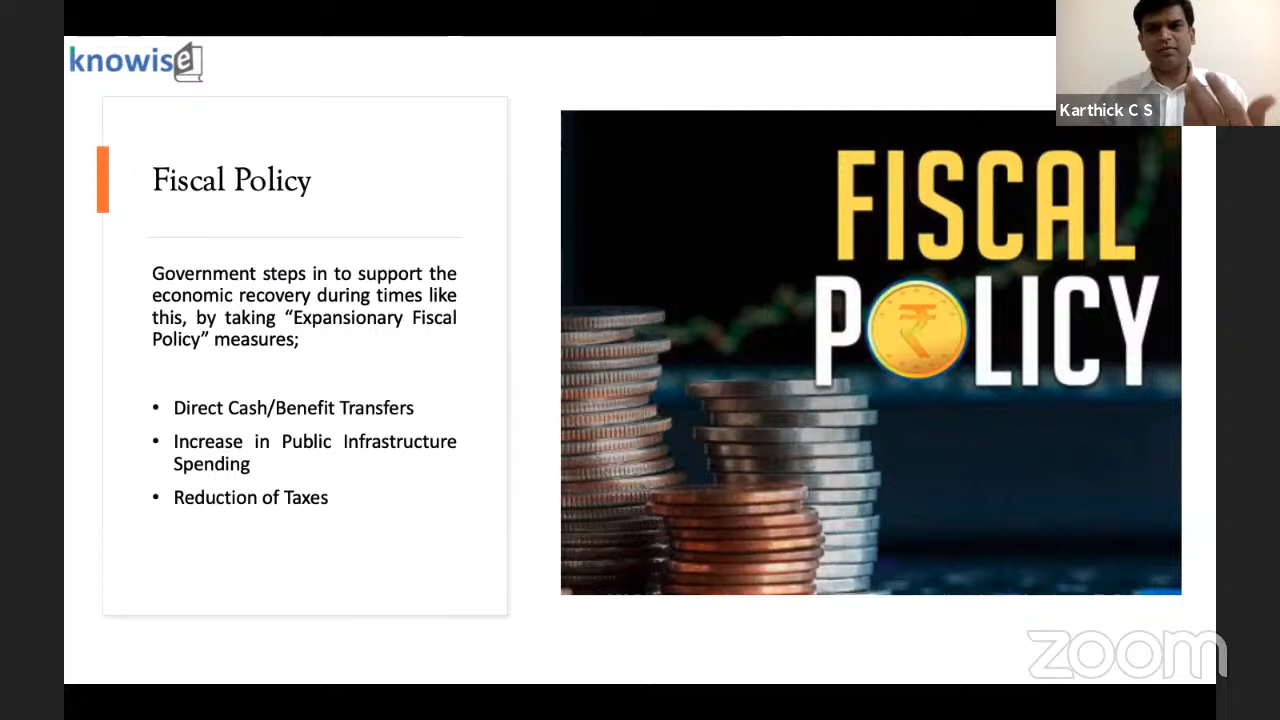 knowise
Karthick C S
Fiscal Policy
Government steps in to support the
economic recovery during times like
this, by taking “Expansionary Fiscal
Policy” measures;
• Direct Cash/Benefit Transfers
• Increase in Public Infrastructure
Spending
• Reduction of Taxes
FISCAL
POLICY
₹
zoom